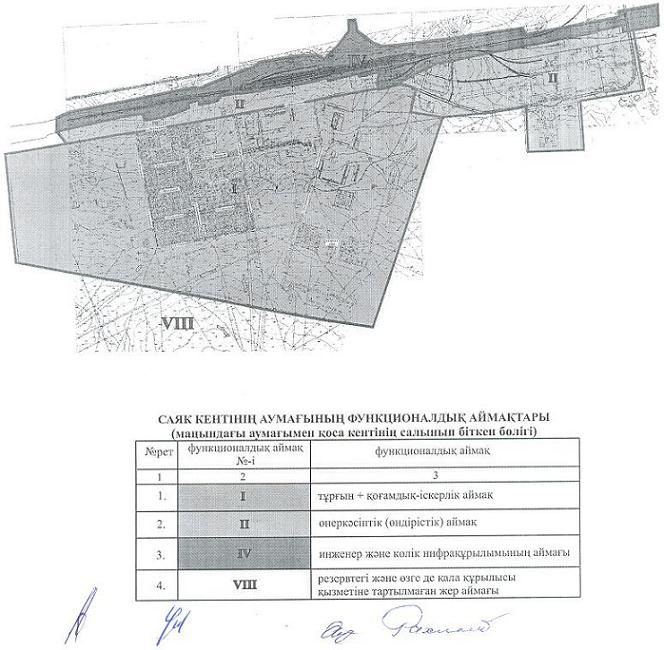 IV
II
II
I
VIII
САЯК КЕНТІНІҢ АУМАҒЫНЫҢ ФУНКЦИОНАЛДЫҚ АЙМАҚТАРЫ
(маңындағы аумағымен қоса кентінің салынып біткен бөлігі)
№рет функционалдық аймақ №-і функционалдық аймақ
1 2 3
1. I тұрғын + қоғамдық-іскерлік аймақ
2. II өнеркәсіптік (өндірістік) аймақ
3. IV инженер және көлік инфрақұрылымының аймағы
4. VIII резервтегі және өзге де қала құрылысы
қызметіне тартылмаған жер аймағы